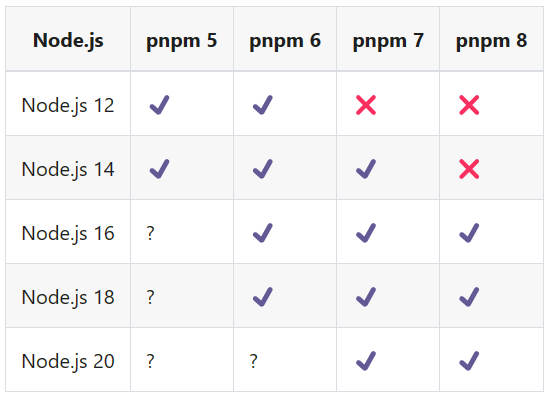 Node.js pnpm 5 pnpm 6 pnpm 7 pnpm 8
Node.js 12 ✔ ✔ ❌ ❌
Node.js 14 ✔ ✔ ✔ ❌
Node.js 16 ? ✔ ✔ ✔
Node.js 18 ? ✔ ✔ ✔
Node.js 20 ? ? ✔ ✔